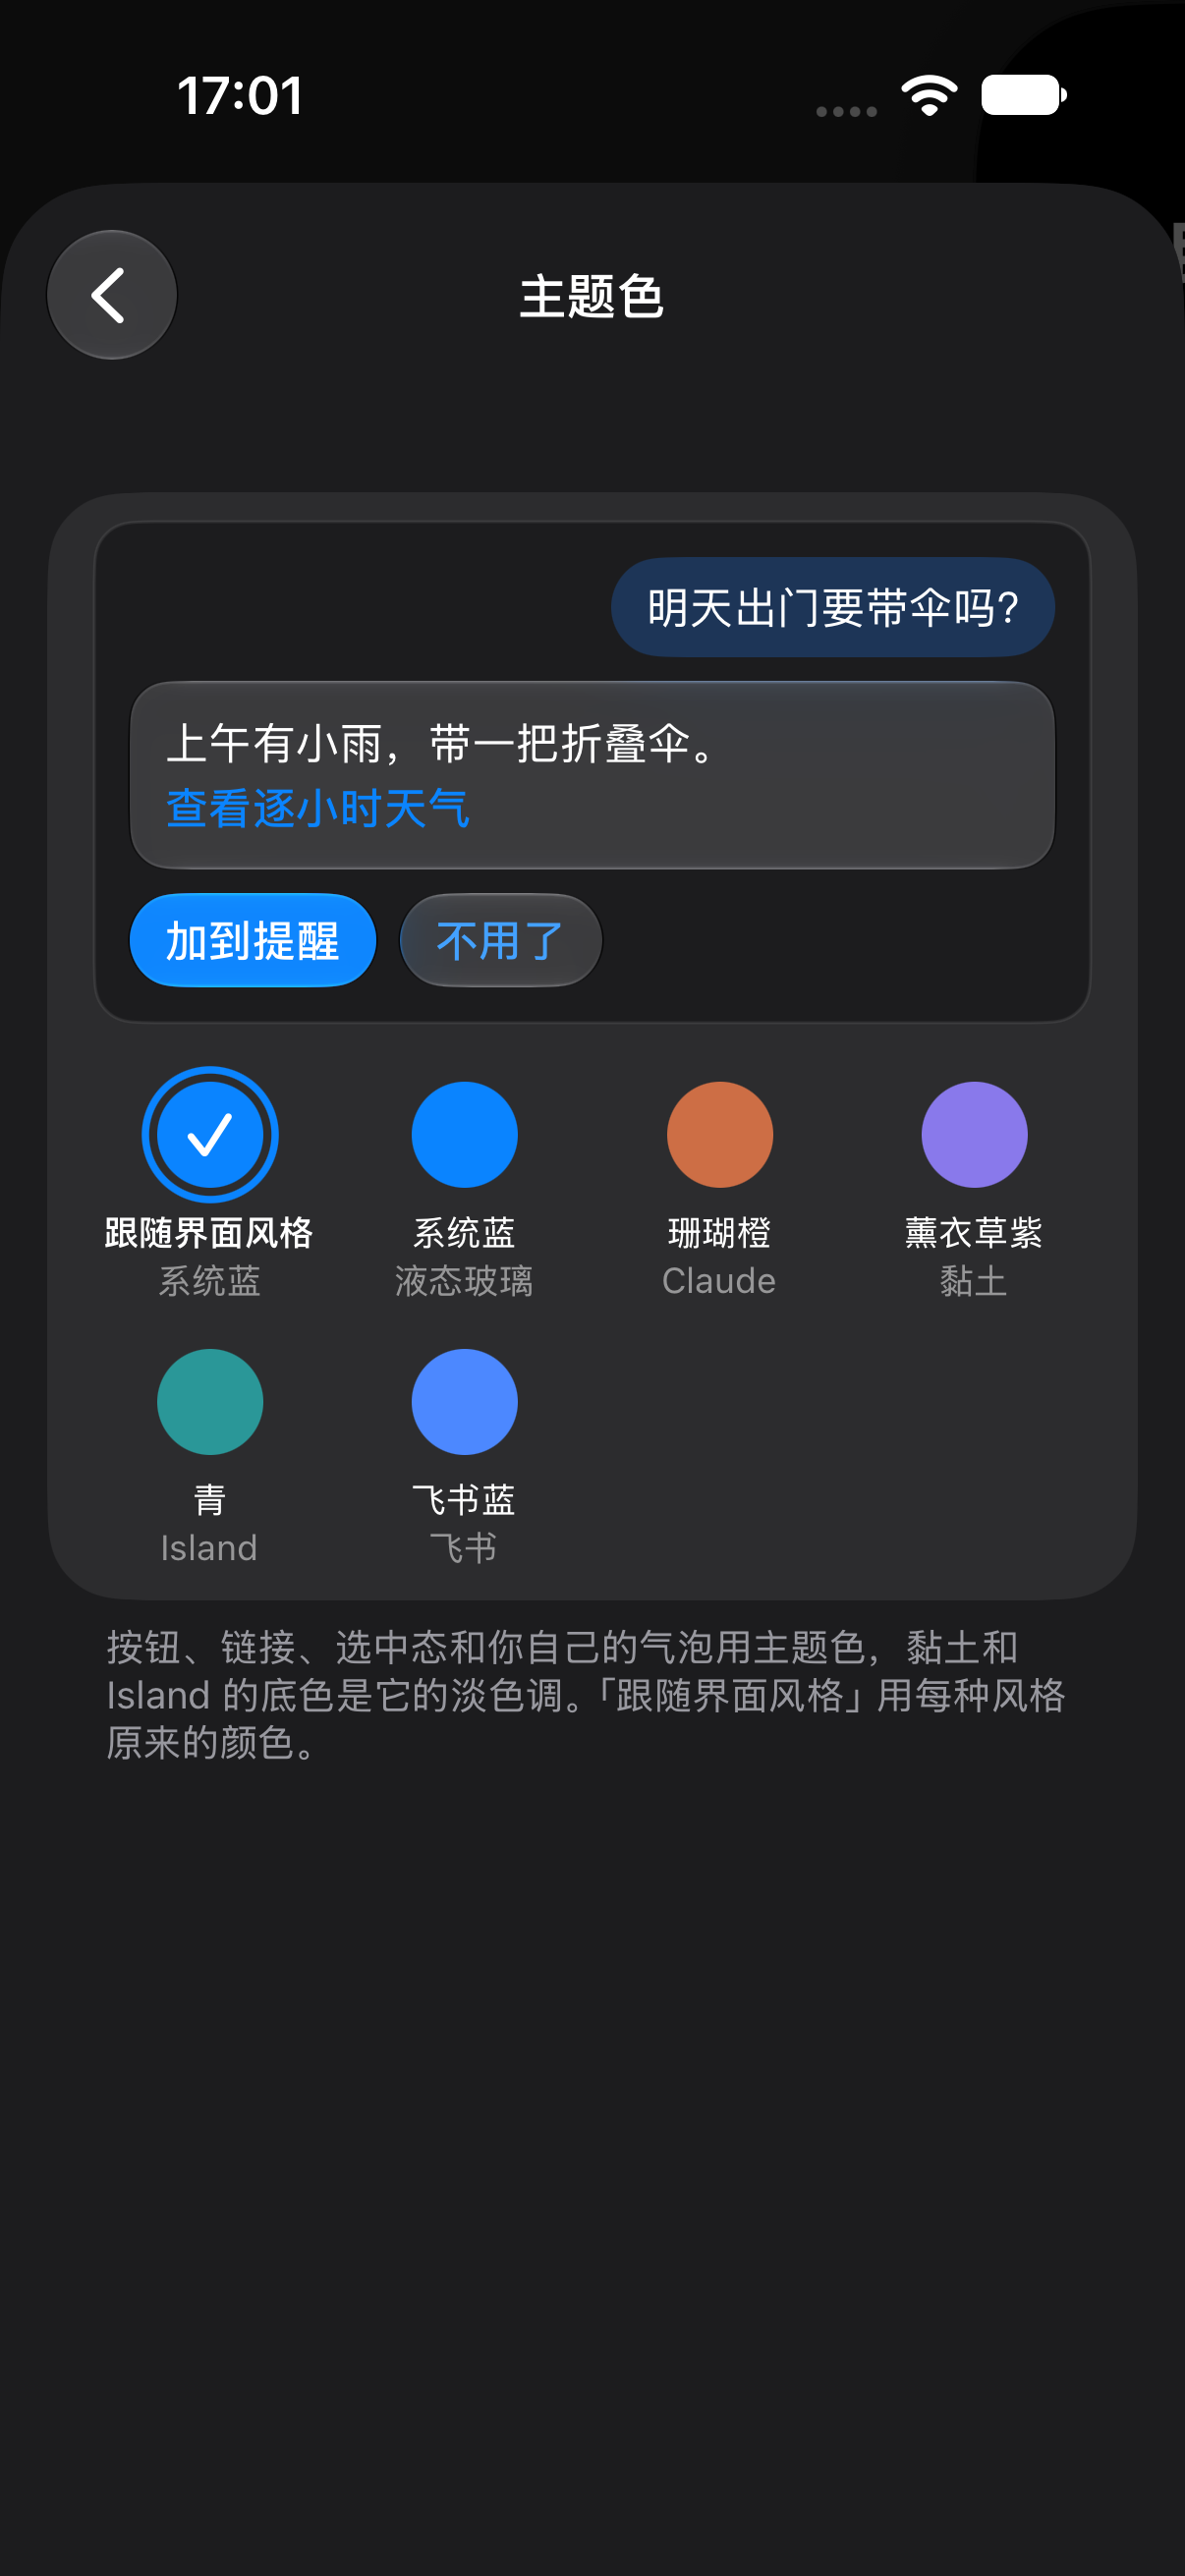 17:01
主题色
明天出门要带伞吗?
上午有小雨，带一把折叠伞。
查看逐小时天气
加到提醒
不用了
跟随界面风格
系统蓝
系统蓝
液态玻璃
珊瑚橙
Claude
薰衣草紫
黏土
青
Island
飞书蓝
飞书
按钮、链接、选中态和你自己的气泡用主题色，黏土和
Island 的底色是它的淡色调。「跟随界面风格」用每种风格
原来的颜色。